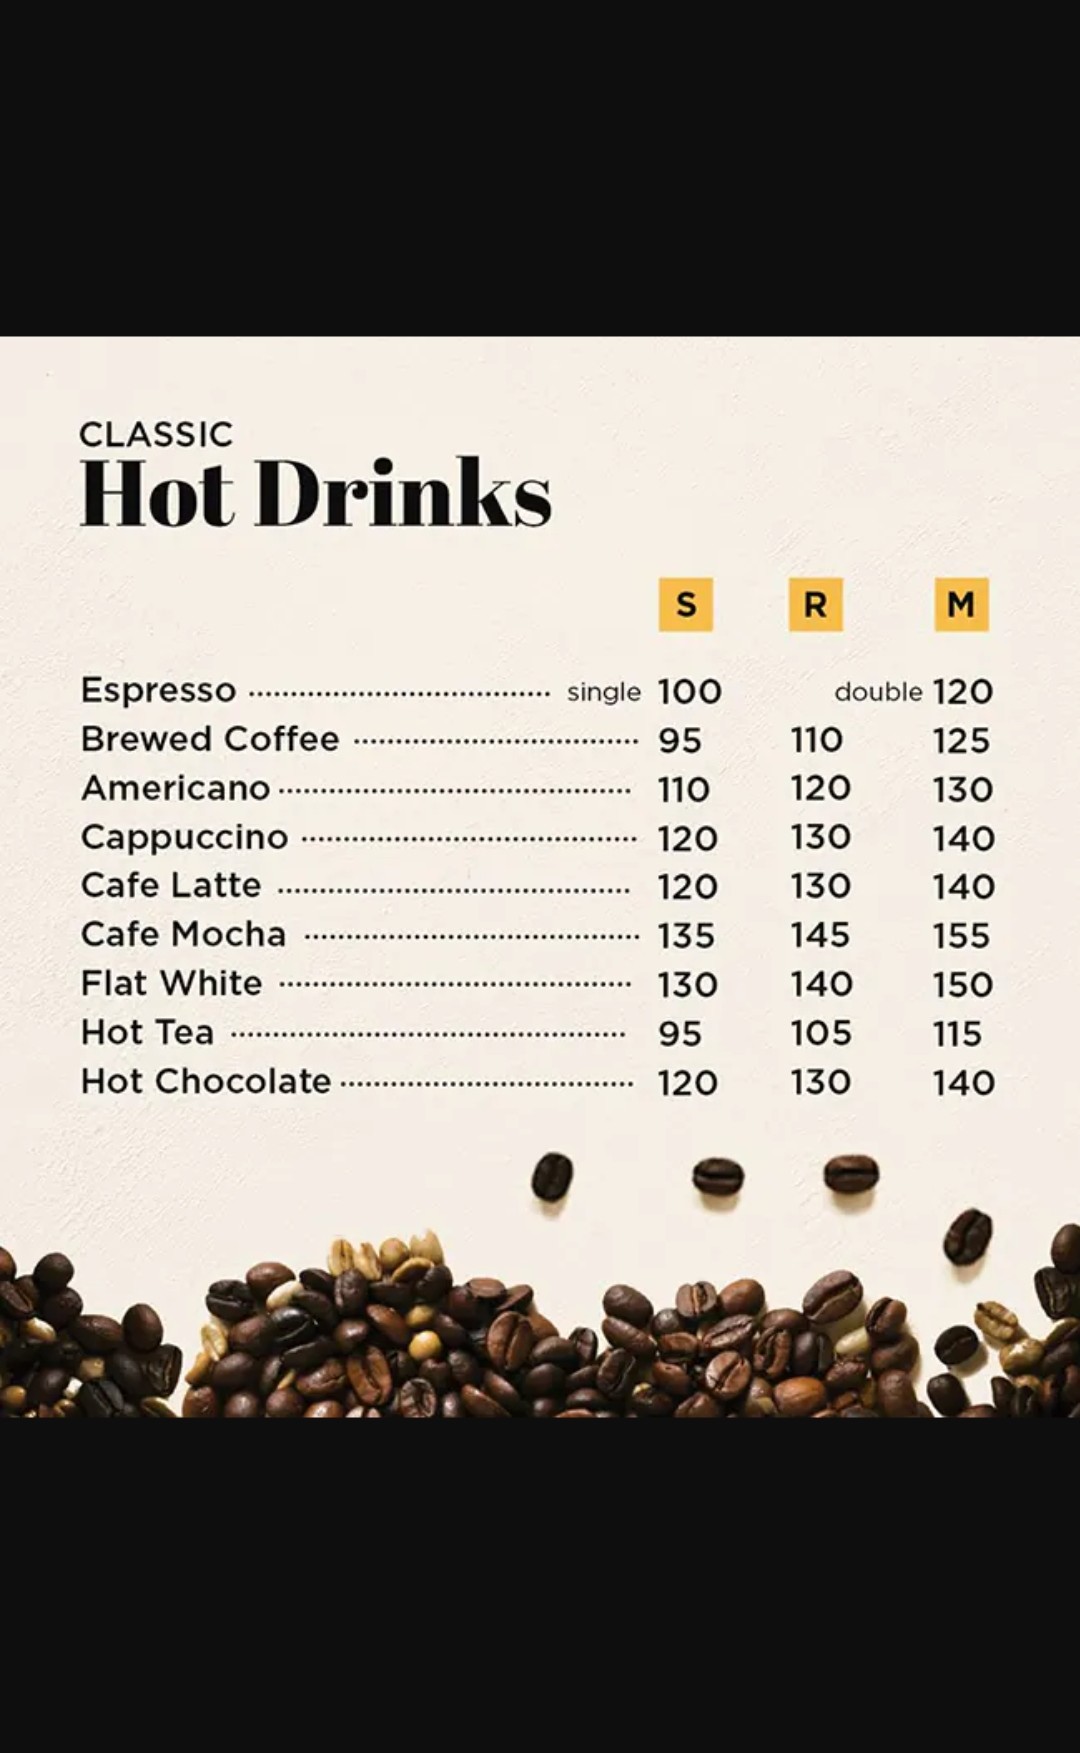 CLASSIC
Hot Drinks
S R M
Espresso single 100 double 120
Brewed Coffee 95 110 125
Americano 110 120 130
Cappuccino 120 130 140
Cafe Latte 120 130 140
Cafe Mocha 135 145 155
Flat White 130 140 150
Hot Tea 95 105 115
Hot Chocolate 120 130 140